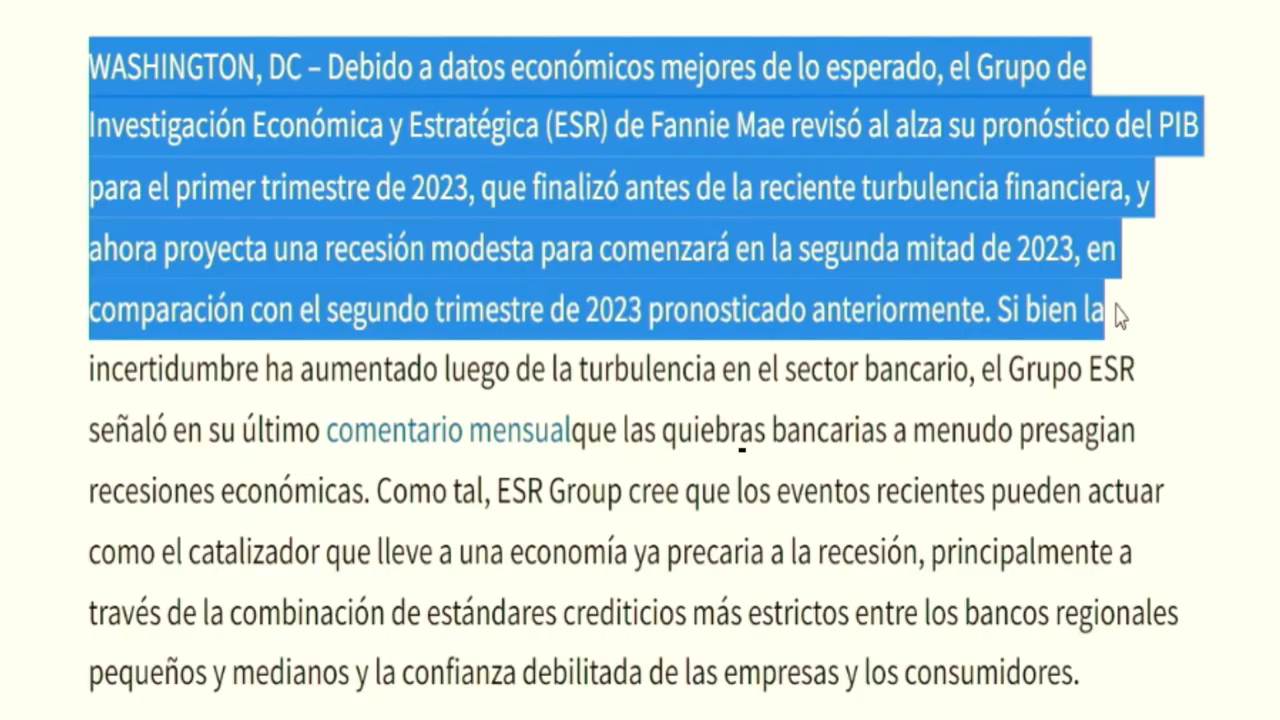 WASHINGTON, DC – Debido a datos económicos mejores de lo esperado, el Grupo de
Investigación Económica y Estratégica (ESR) de Fannie Mae revisó al alza su pronóstico del PIB
para el primer trimestre de 2023, que finalizó antes de la reciente turbulencia financiera, y
ahora proyecta una recesión modesta para comenzará en la segunda mitad de 2023, en
comparación con el segundo trimestre de 2023 pronosticado anteriormente. Si bien la
incertidumbre ha aumentado luego de la turbulencia en el sector bancario, el Grupo ESR
señaló en su último comentario mensualque las quiebras bancarias a menudo presagian
recesiones económicas. Como tal, ESR Group cree que los eventos recientes pueden actuar
como el catalizador que lleve a una economía ya precaria a la recesión, principalmente a
través de la combinación de estándares crediticios más estrictos entre los bancos regionales
pequeños y medianos y la confianza debilitada de las empresas y los consumidores.